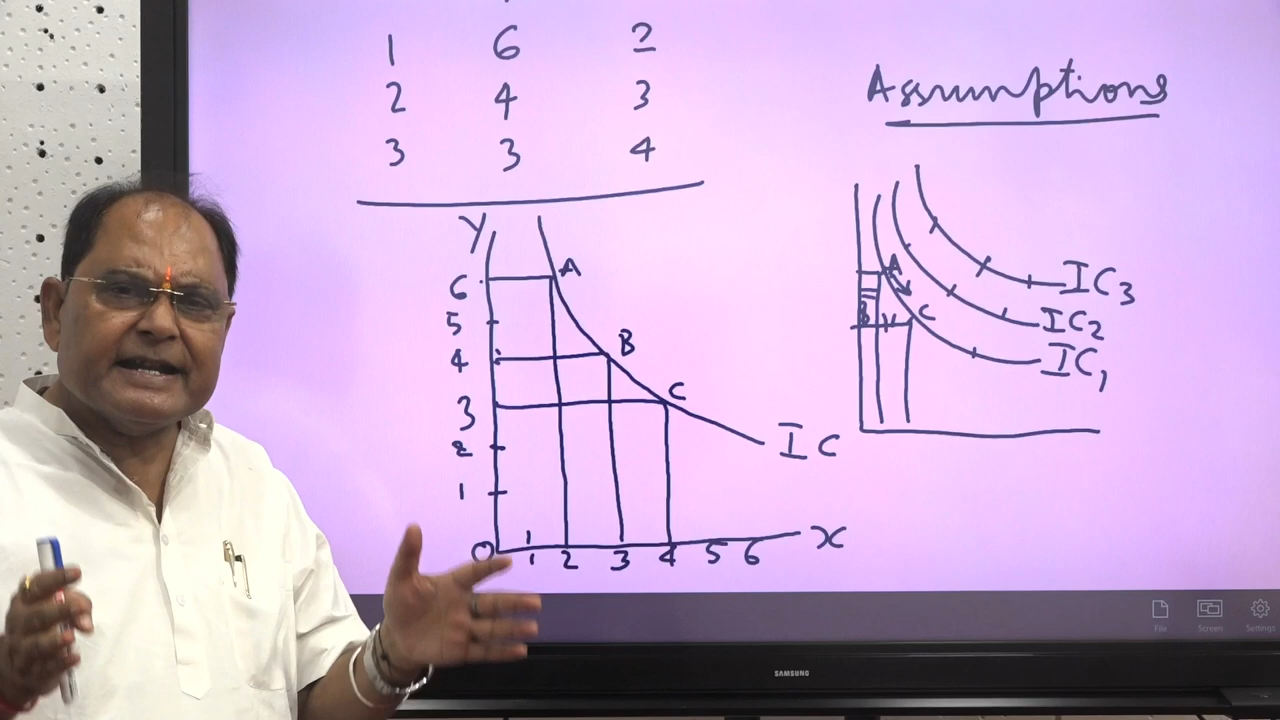 1 6 2
2 4 3
3 3 4
Assumptions
Y
6 A
5
4 B
3 C
2
1
IC
O 1 2 3 4 5 6 X
A
C
IC3
IC2
IC1
File Screen Settings
SAMSUNG